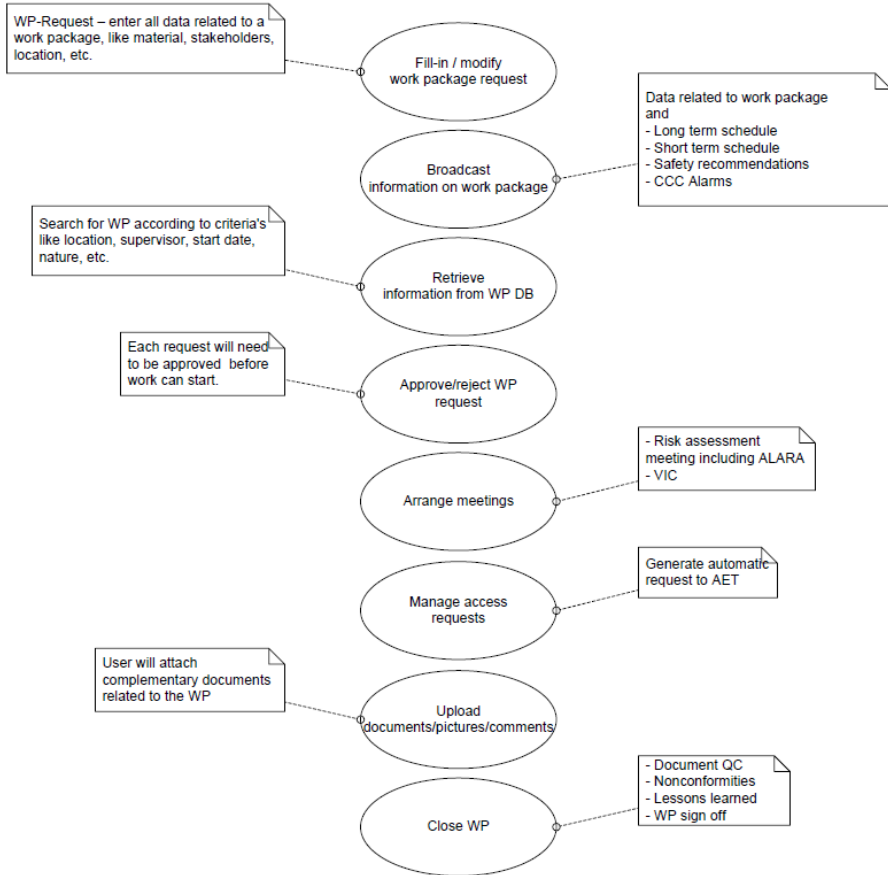 WP-Request – enter all data related to a
work package, like material, stakeholders,
location, etc.
Fill-in / modify
work package request
Data related to work package
and
- Long term schedule
- Short term schedule
- Safety recommendations
- CCC Alarms
Broadcast
information on work package
Search for WP according to criteria's
like location, supervisor, start date,
nature, etc.
Retrieve
information from WP DB
Each request will need
to be approved before
work can start.
Approve/reject WP
request
- Risk assessment
meeting including ALARA
- VIC
Arrange meetings
Generate automatic
request to AET
Manage access
requests
User will attach
complementary documents
related to the WP
Upload
documents/pictures/comments
- Document QC
- Nonconformities
- Lessons learned
- WP sign off
Close WP